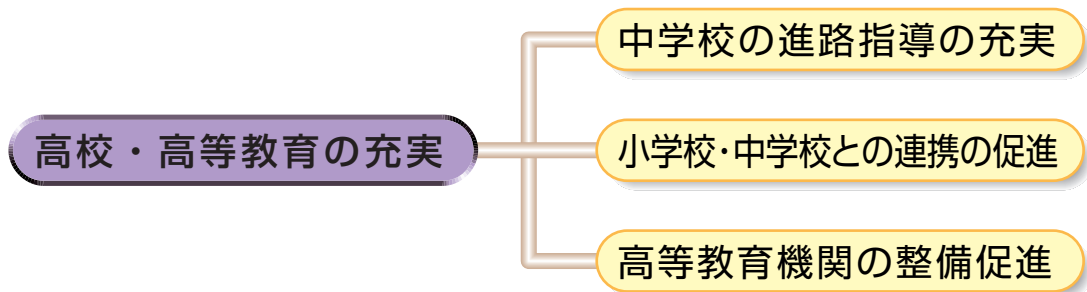 高校・高等教育の充実
中学校の進路指導の充実
小学校・中学校との連携の促進
高等教育機関の整備促進